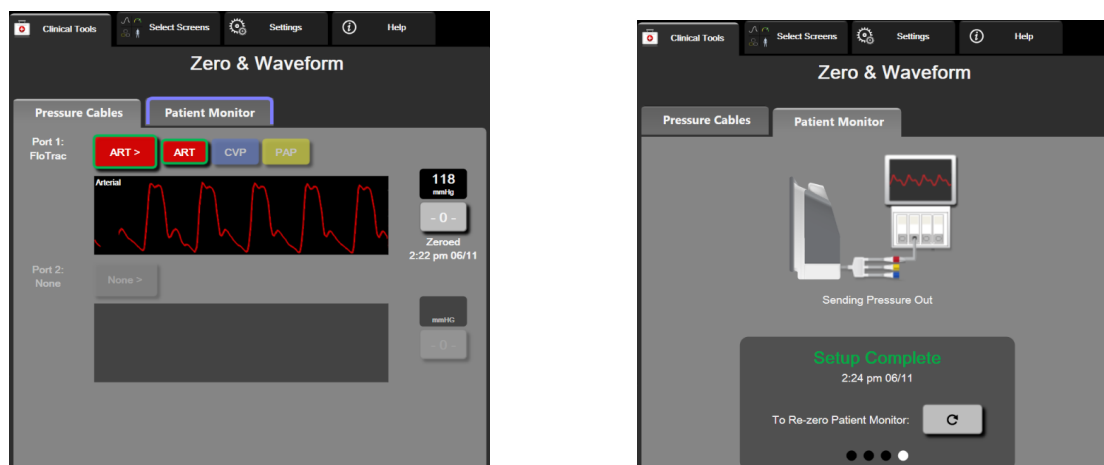 Clinical Tools Select Screens Settings Help
Zero & Waveform
Pressure Cables Patient Monitor
Port 1:
FloTrac
ART > ART CVP PAP
Arterial
118
mmHg
- 0 -
Zeroed
2:22 pm 06/11
Port 2:
None
None >
mmHG
- 0 -
Clinical Tools Select Screens Settings Help
Zero & Waveform
Pressure Cables Patient Monitor
Sending Pressure Out
Setup Complete
2:24 pm 06/11
To Re-zero Patient Monitor: